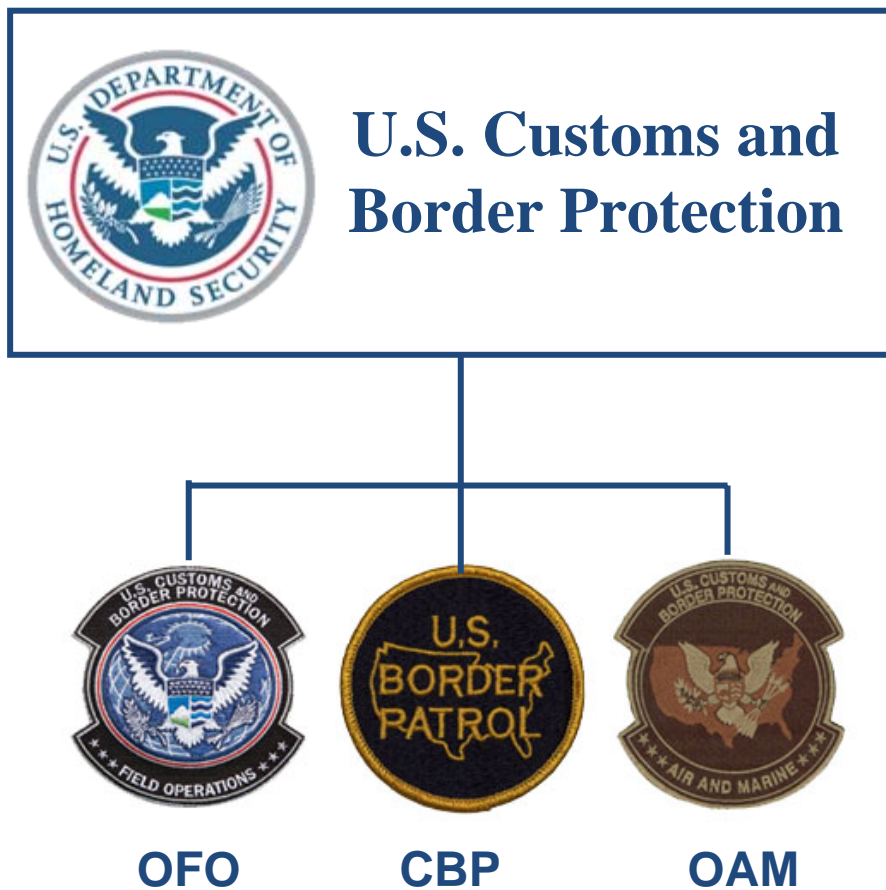 U.S. DEPARTMENT OF
HOMELAND SECURITY
U.S. Customs and
Border Protection
U.S. CUSTOMS AND
BORDER PROTECTION
FIELD OPERATIONS
U.S.
BORDER
PATROL
U.S. CUSTOMS AND
BORDER PROTECTION
AIR AND MARINE
OFO
CBP
OAM